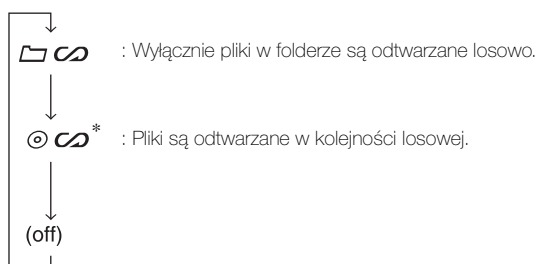 : Wyłącznie pliki w folderze są odtwarzane losowo.
* : Pliki są odtwarzane w kolejności losowej.
(off)